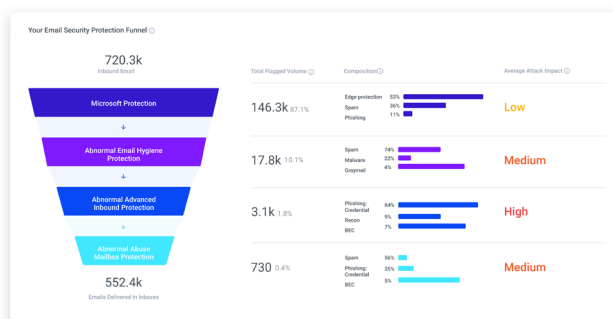 Your Email Security Protection Funnel
720.3k
Inbound Email
Total Flagged Volume
Composition
Average Attack Impact
Microsoft Protection
146.3k 87.1%
Edge protection 53%
Spam 36%
Phishing 11%
Low
Abnormal Email Hygiene
Protection
17.8k 10.1%
Spam 74%
Malware 22%
Graymail 4%
Medium
Abnormal Advanced
Inbound Protection
3.1k 1.8%
Phishing: 64%
Credential
Recon 9%
BEC 7%
High
Abnormal Abuse
Mailbox Protection
730 0.4%
Spam 56%
Phishing: 35%
Credential
BEC 5%
Medium
552.4k
Emails Delivered in Inboxes